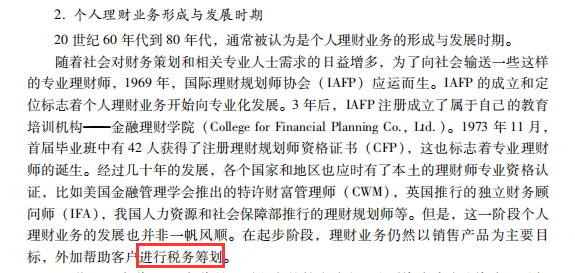 2. 个人理财业务形成与发展时期
20 世纪 60 年代到 80 年代，通常被认为是个人理财业务的形成与发展时期。
随着社会对财务策划和相关专业人士需求的日益增多，为了向社会输送一些这样
的专业理财师，1969 年，国际理财规划师协会（IAFP）应运而生。IAFP 的成立和定
位标志着个人理财业务开始向专业化发展。3 年后，IAFP 注册成立了属于自己的教育
培训机构——金融理财学院（College for Financial Planning Co.，Ltd.）。1973 年 11 月，
首届毕业班中有 42 人获得了注册理财规划师资格证书（CFP），这也标志着专业理财
师的诞生。经过几十年的发展，各个国家和地区也应时有了本土的理财师专业资格认
证，比如美国金融管理学会推出的特许财富管理师（CWM），英国推行的独立财务顾
问师（IFA），我国人力资源和社会保障部推行的理财规划师等。但是，这一阶段个人
理财业务的发展也并非一帆风顺。在起步阶段，理财业务仍然以销售产品为主要目
标，外加帮助客户进行税务筹划。